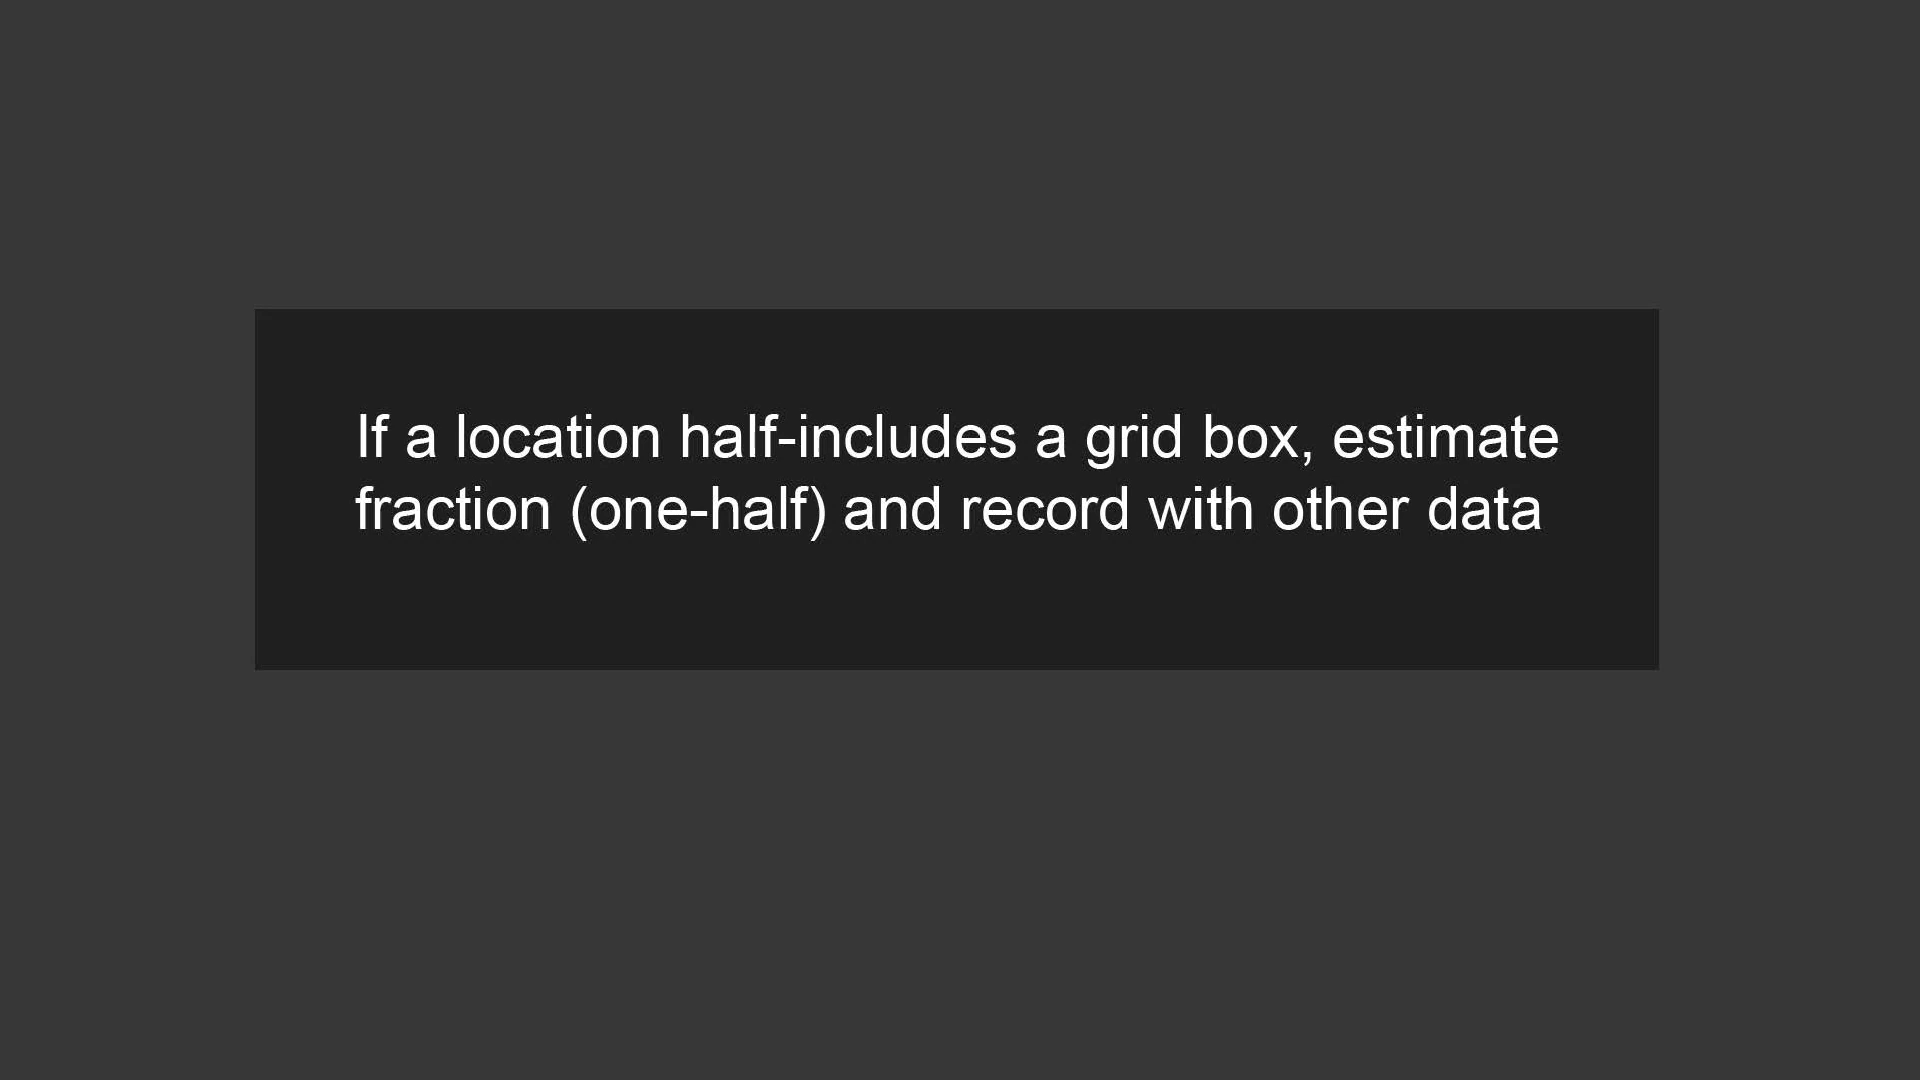 If a location half-includes a grid box, estimate
fraction (one-half) and record with other data